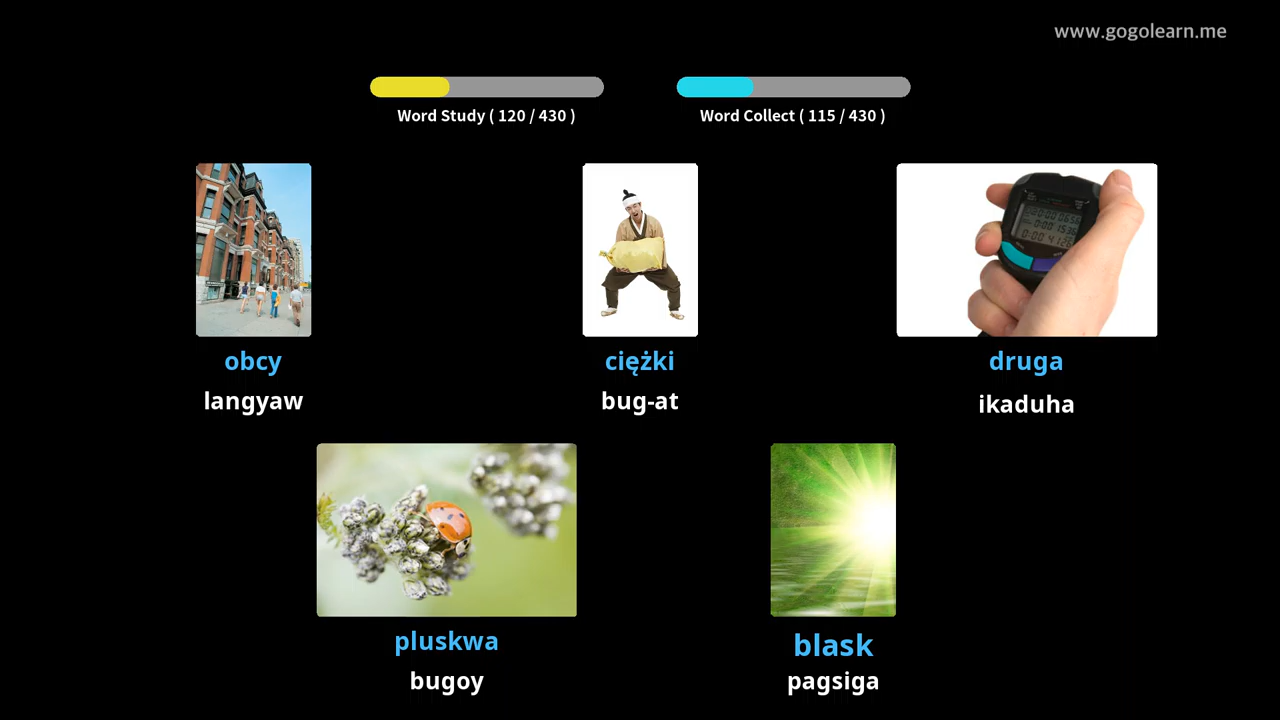 www.gogolearn.me
Word Study ( 120 / 430 )
Word Collect ( 115 / 430 )
obcy
langyaw
ciężki
bug-at
druga
ikaduha
pluskwa
bugoy
blask
pagsiga